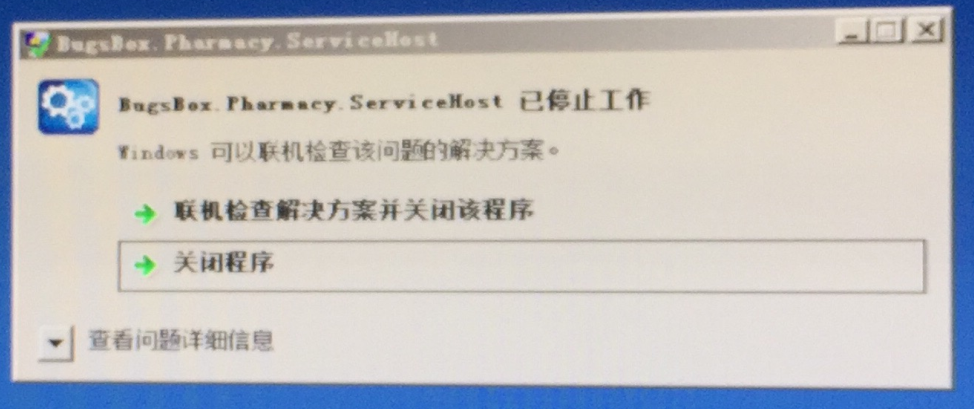 BugsBox.Pharmacy.ServiceHost
BugsBox.Pharmacy.ServiceHost 已停止工作
Windows 可以联机检查该问题的解决方案。
联机检查解决方案并关闭该程序
关闭程序
查看问题详细信息